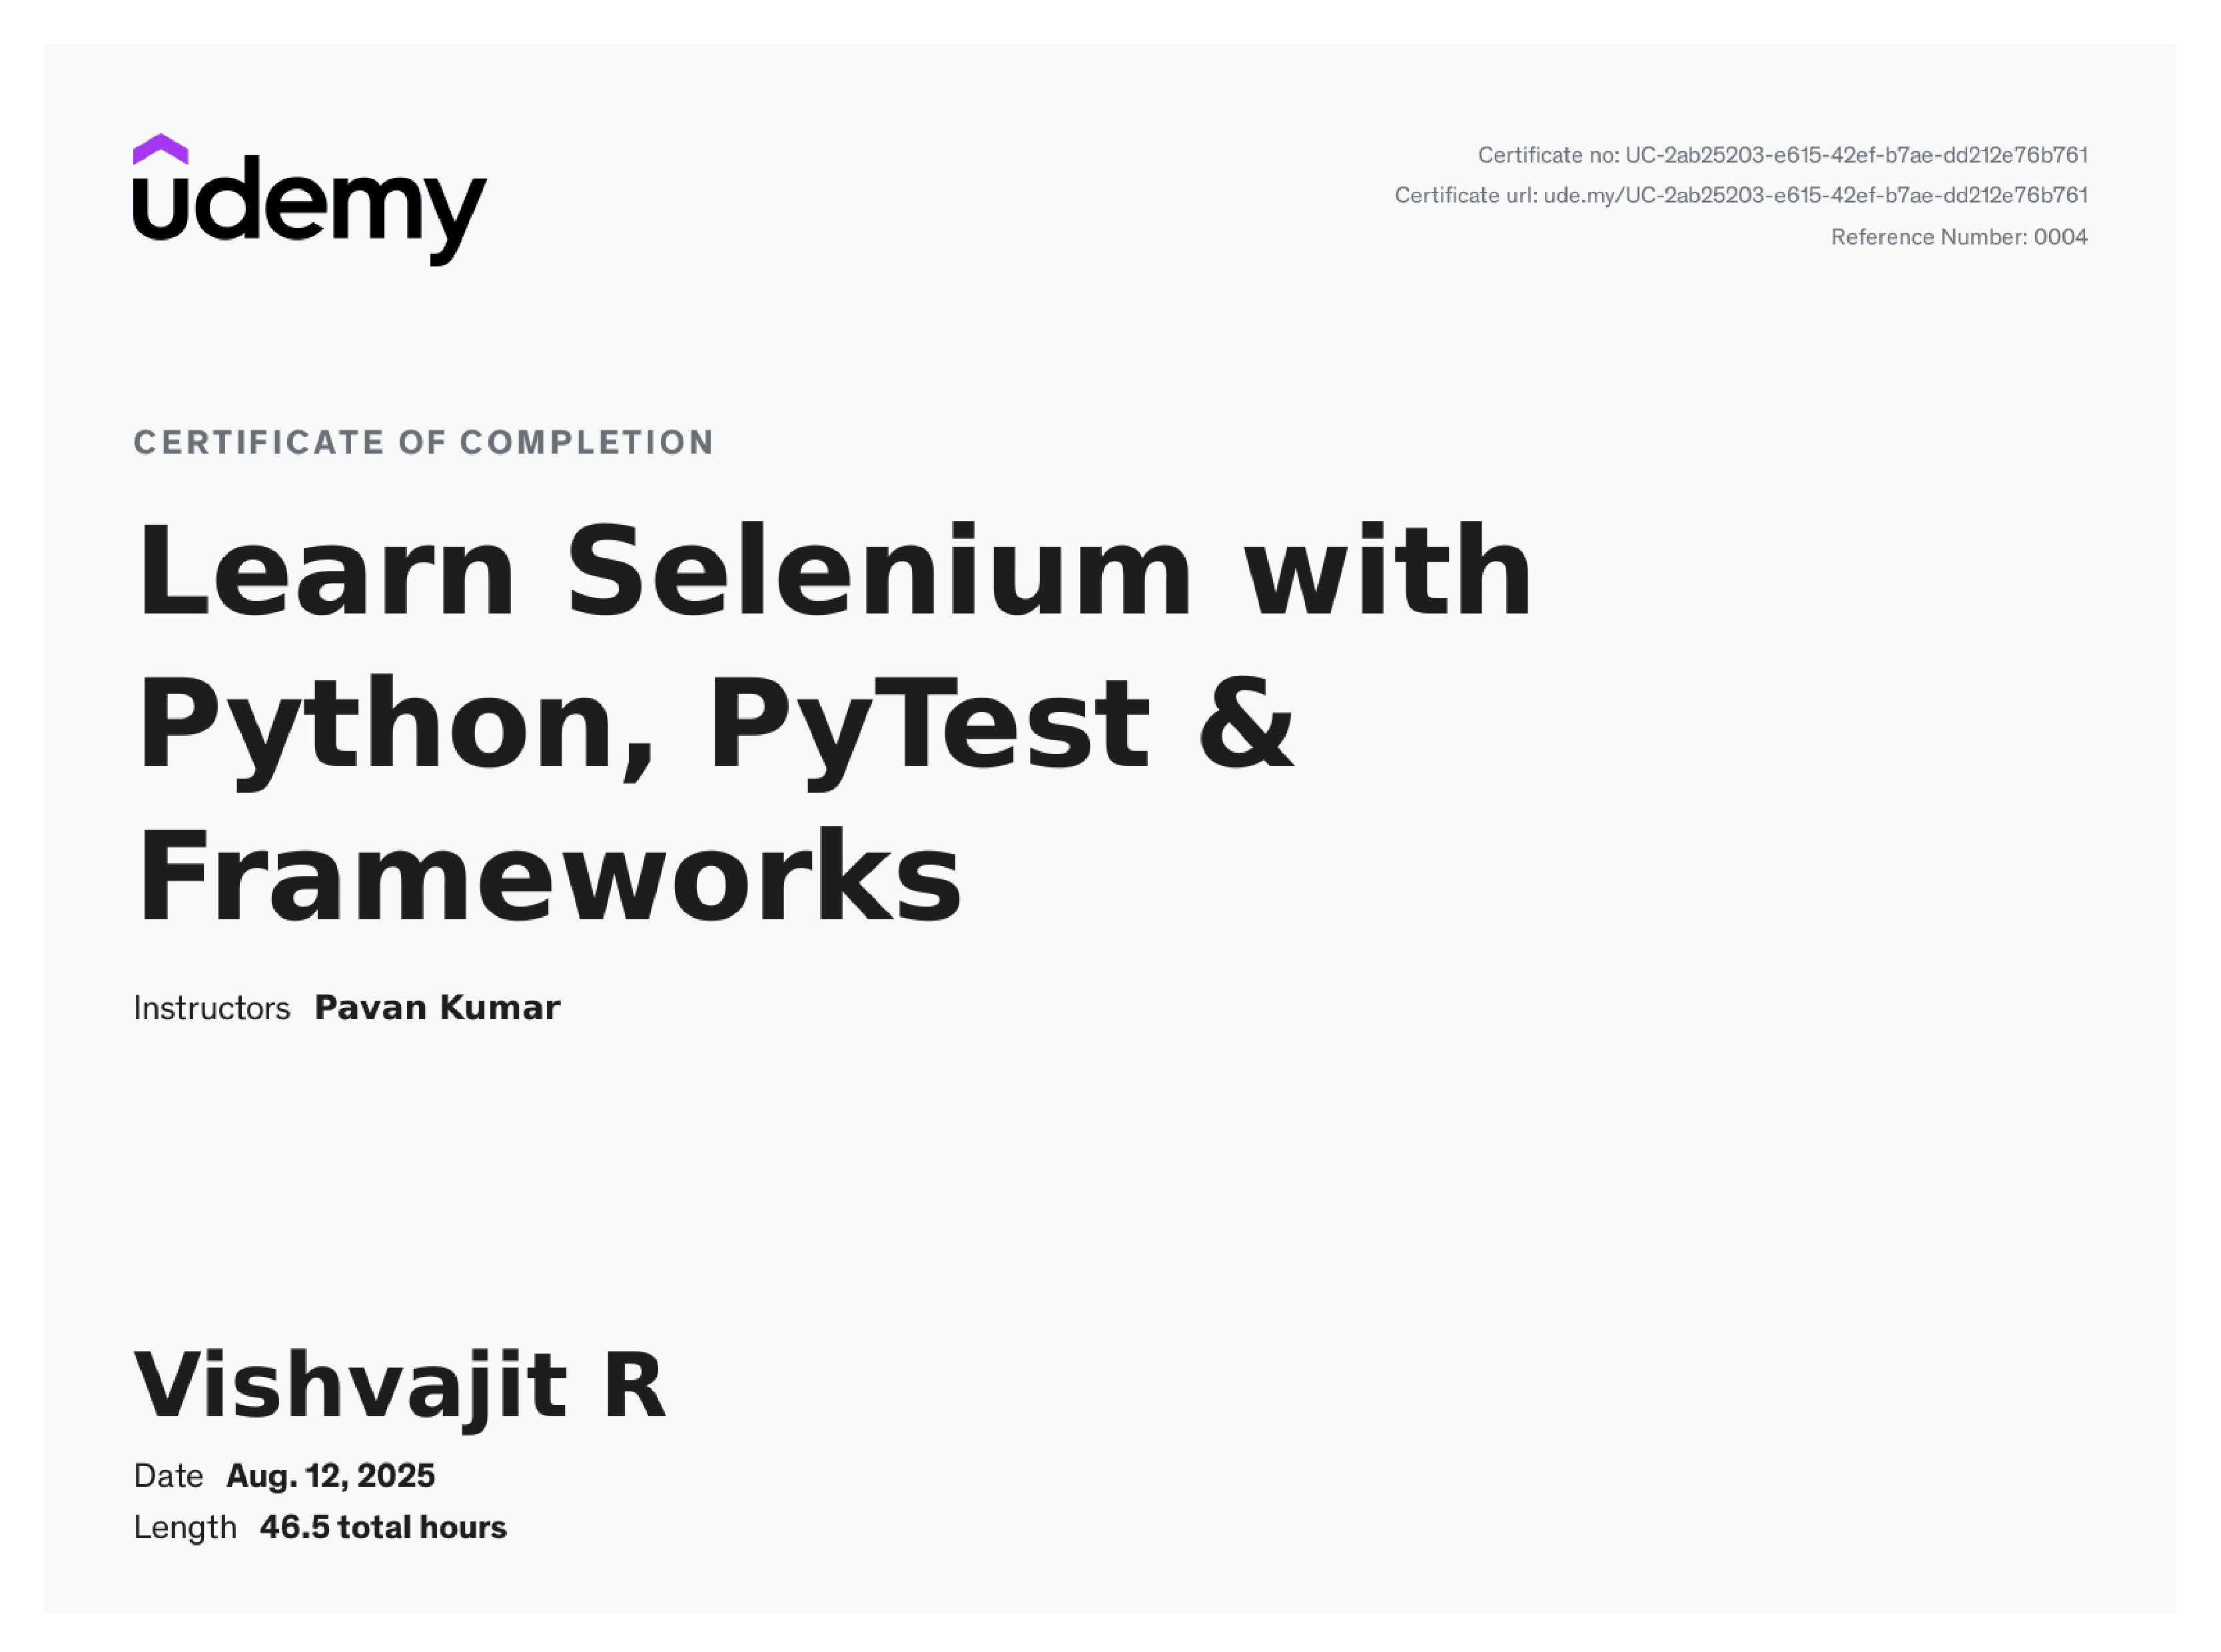 udemy
Certificate no: UC-2ab25203-e615-42ef-b7ae-dd212e76b761
Certificate url: ude.my/UC-2ab25203-e615-42ef-b7ae-dd212e76b761
Reference Number: 0004
CERTIFICATE OF COMPLETION
Learn Selenium with
Python, PyTest &
Frameworks
Instructors Pavan Kumar
Vishvajit R
Date Aug. 12, 2025
Length 46.5 total hours